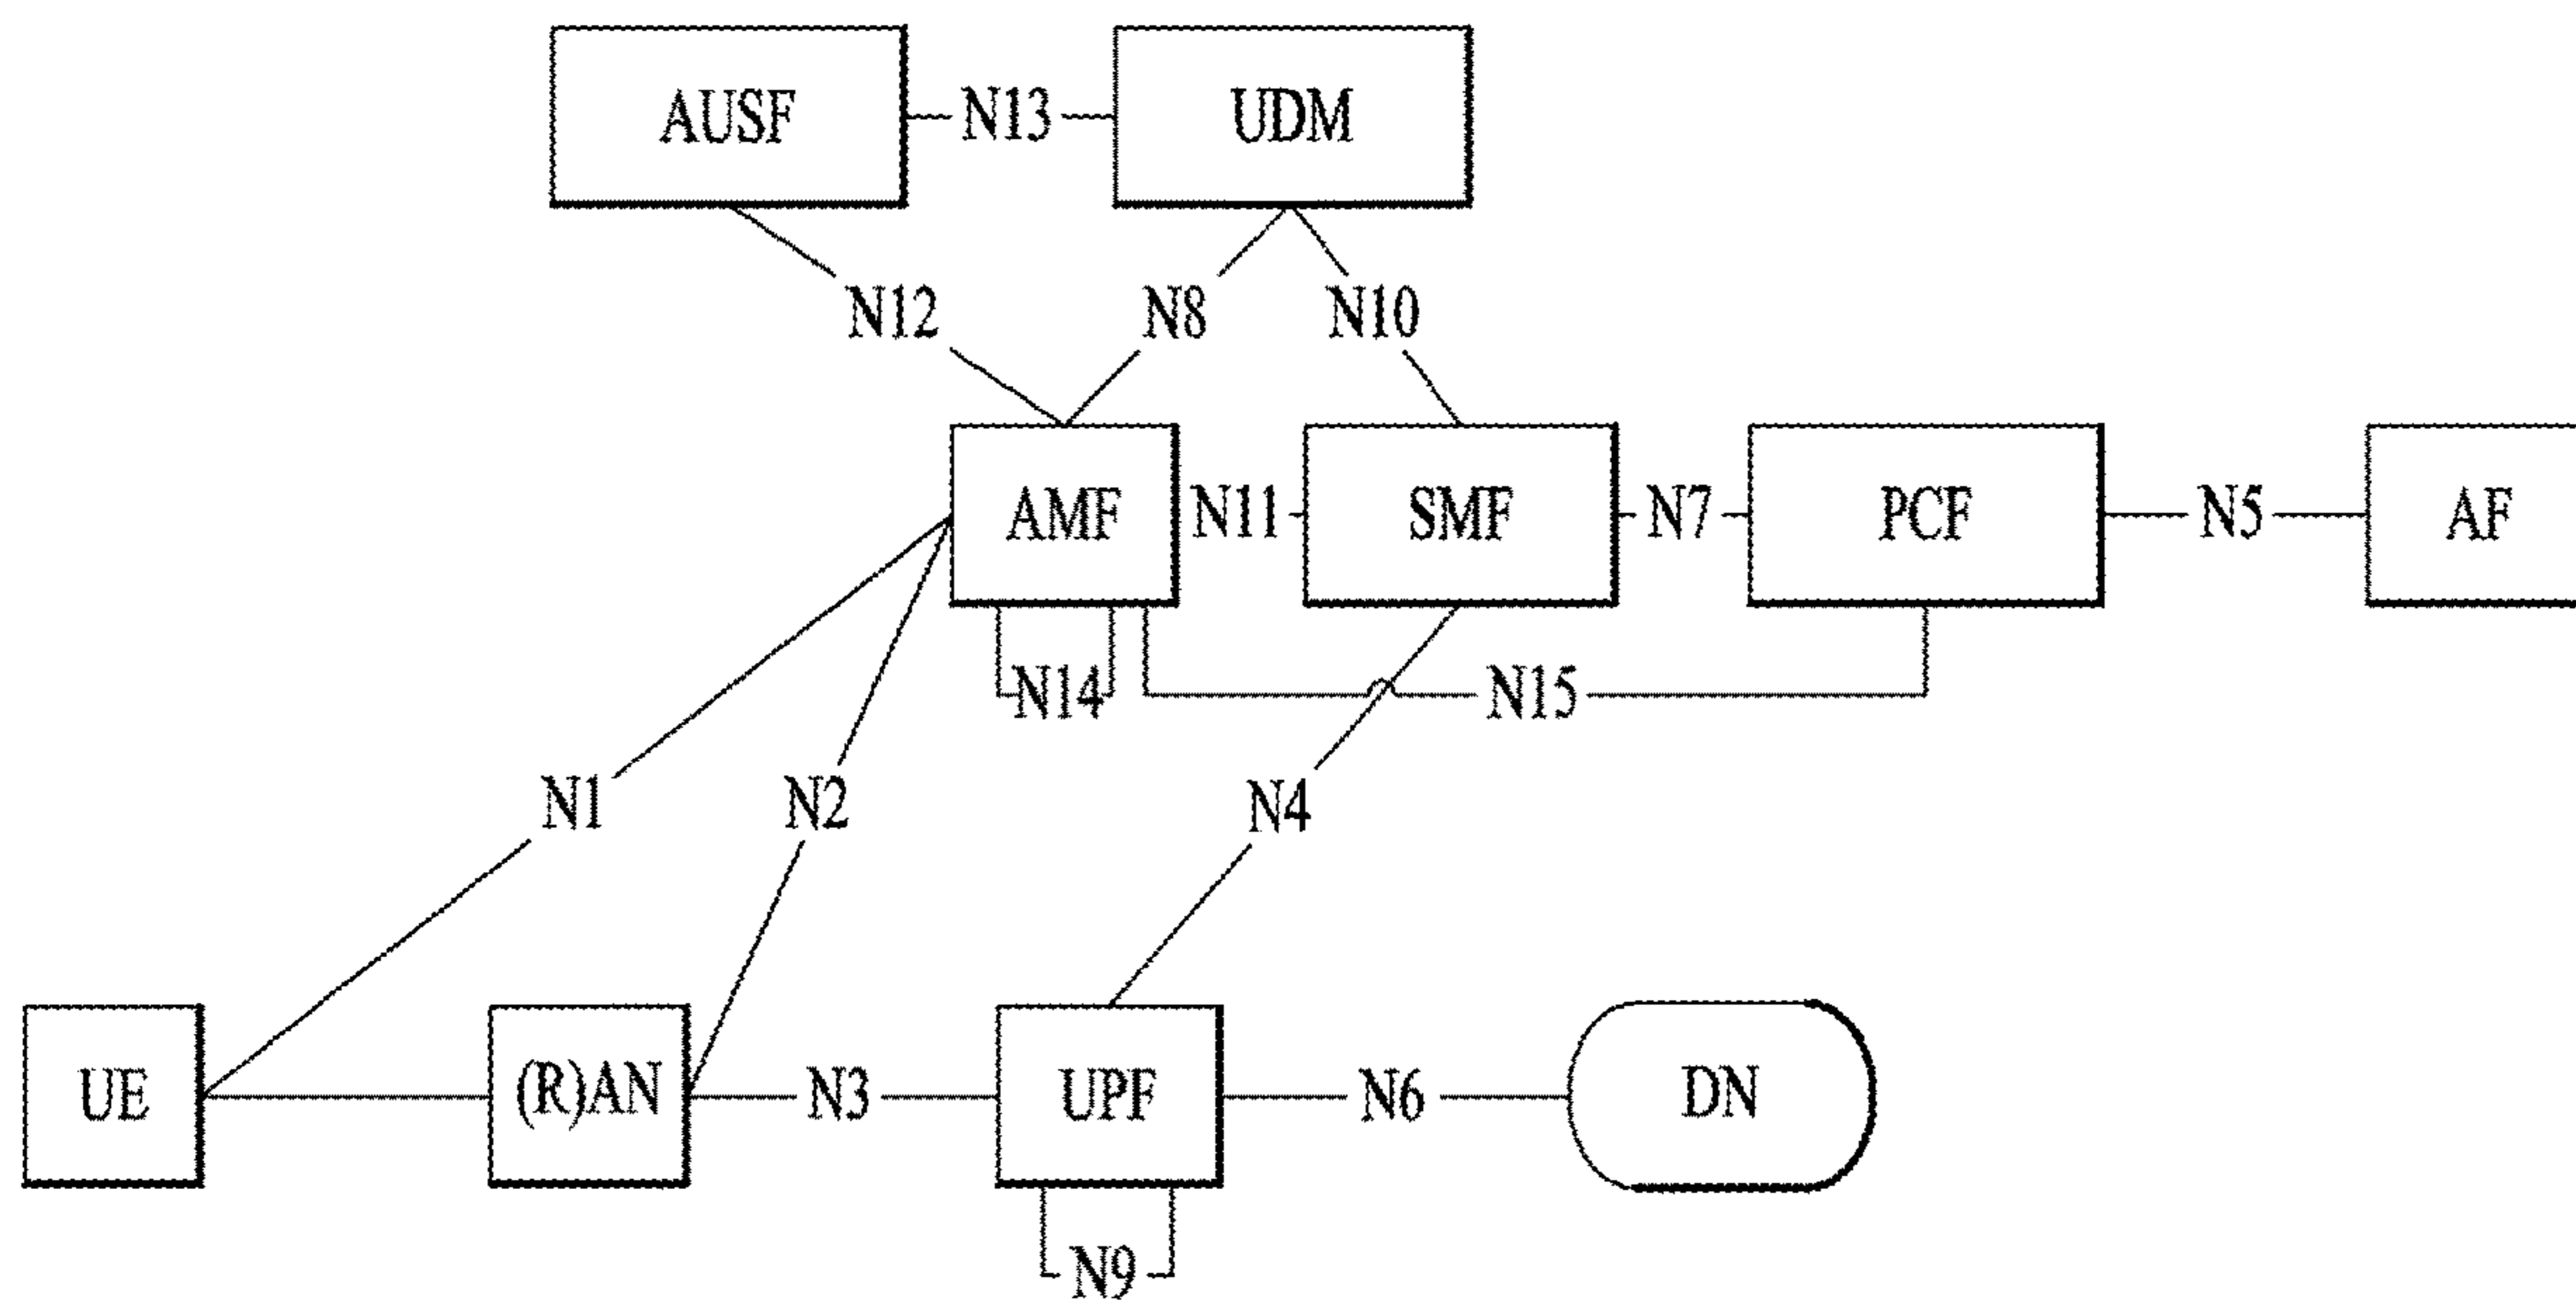 AUSF N13 UDM
N12 N8 N10
AMF N11 SMF N7 PCF N5 AF
N14 N15
N1 N2 N4
UE (R)AN N3 UPF N6 DN
N9